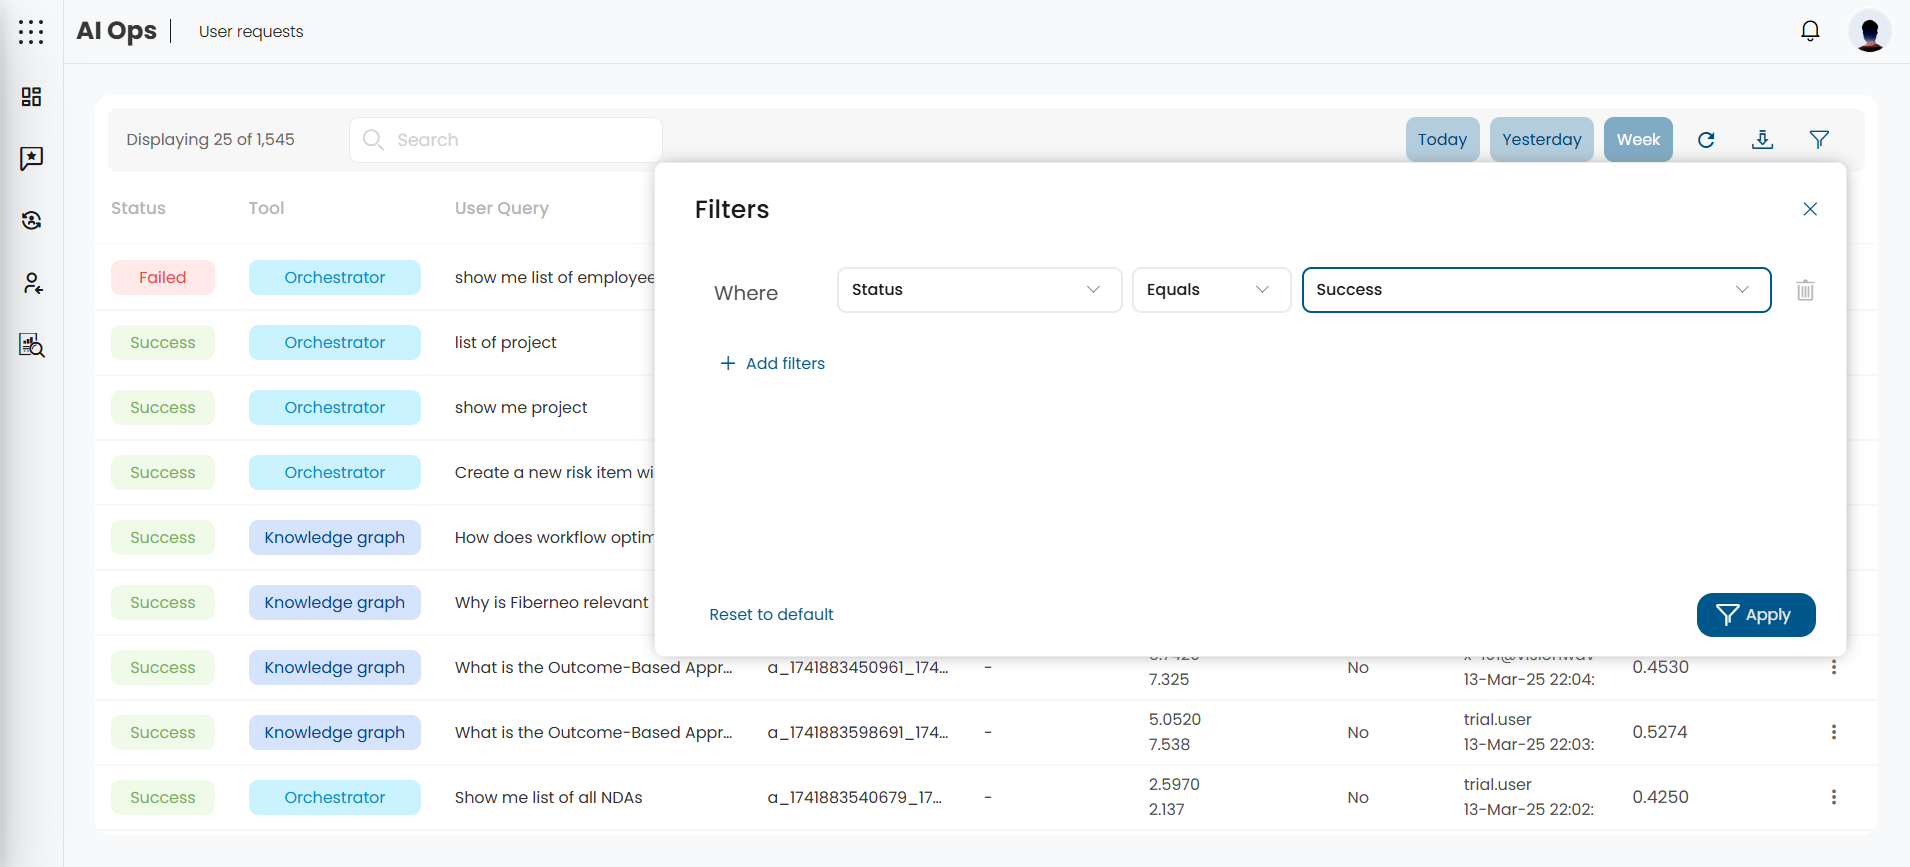 AI Ops
User requests
Displaying 25 of 1,545
Search
Today
Yesterday
Week
Status Tool User Query
Filters
Where Status Equals Success
Add filters
Reset to default
Apply
Failed Orchestrator show me list of employee
Success Orchestrator list of project
Success Orchestrator show me project
Success Orchestrator Create a new risk item wi
Success Knowledge graph How does workflow optim
Success Knowledge graph Why is Fiberneo relevant
Success Knowledge graph What is the Outcome-Based Appr... a_1741883450961_174... - 7.325 No 13-Mar-25 22:04: 0.4530
Success Knowledge graph What is the Outcome-Based Appr... a_1741883598691_174... - 5.0520 7.538 No trial.user 13-Mar-25 22:03: 0.5274
Success Orchestrator Show me list of all NDAs a_1741883540679_17... - 2.5970 2.137 No trial.user 13-Mar-25 22:02: 0.4250